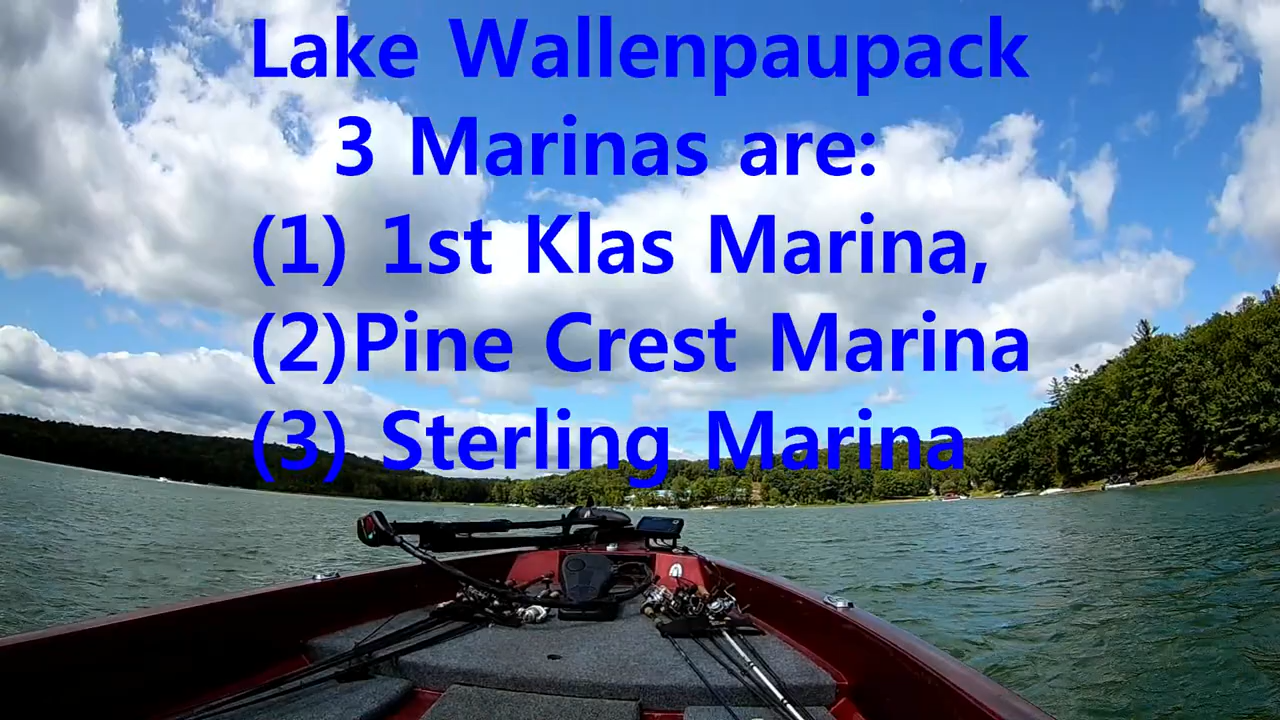 Lake Wallenpaupack
3 Marinas are:
(1) 1st Klas Marina,
(2)Pine Crest Marina
(3) Sterling Marina